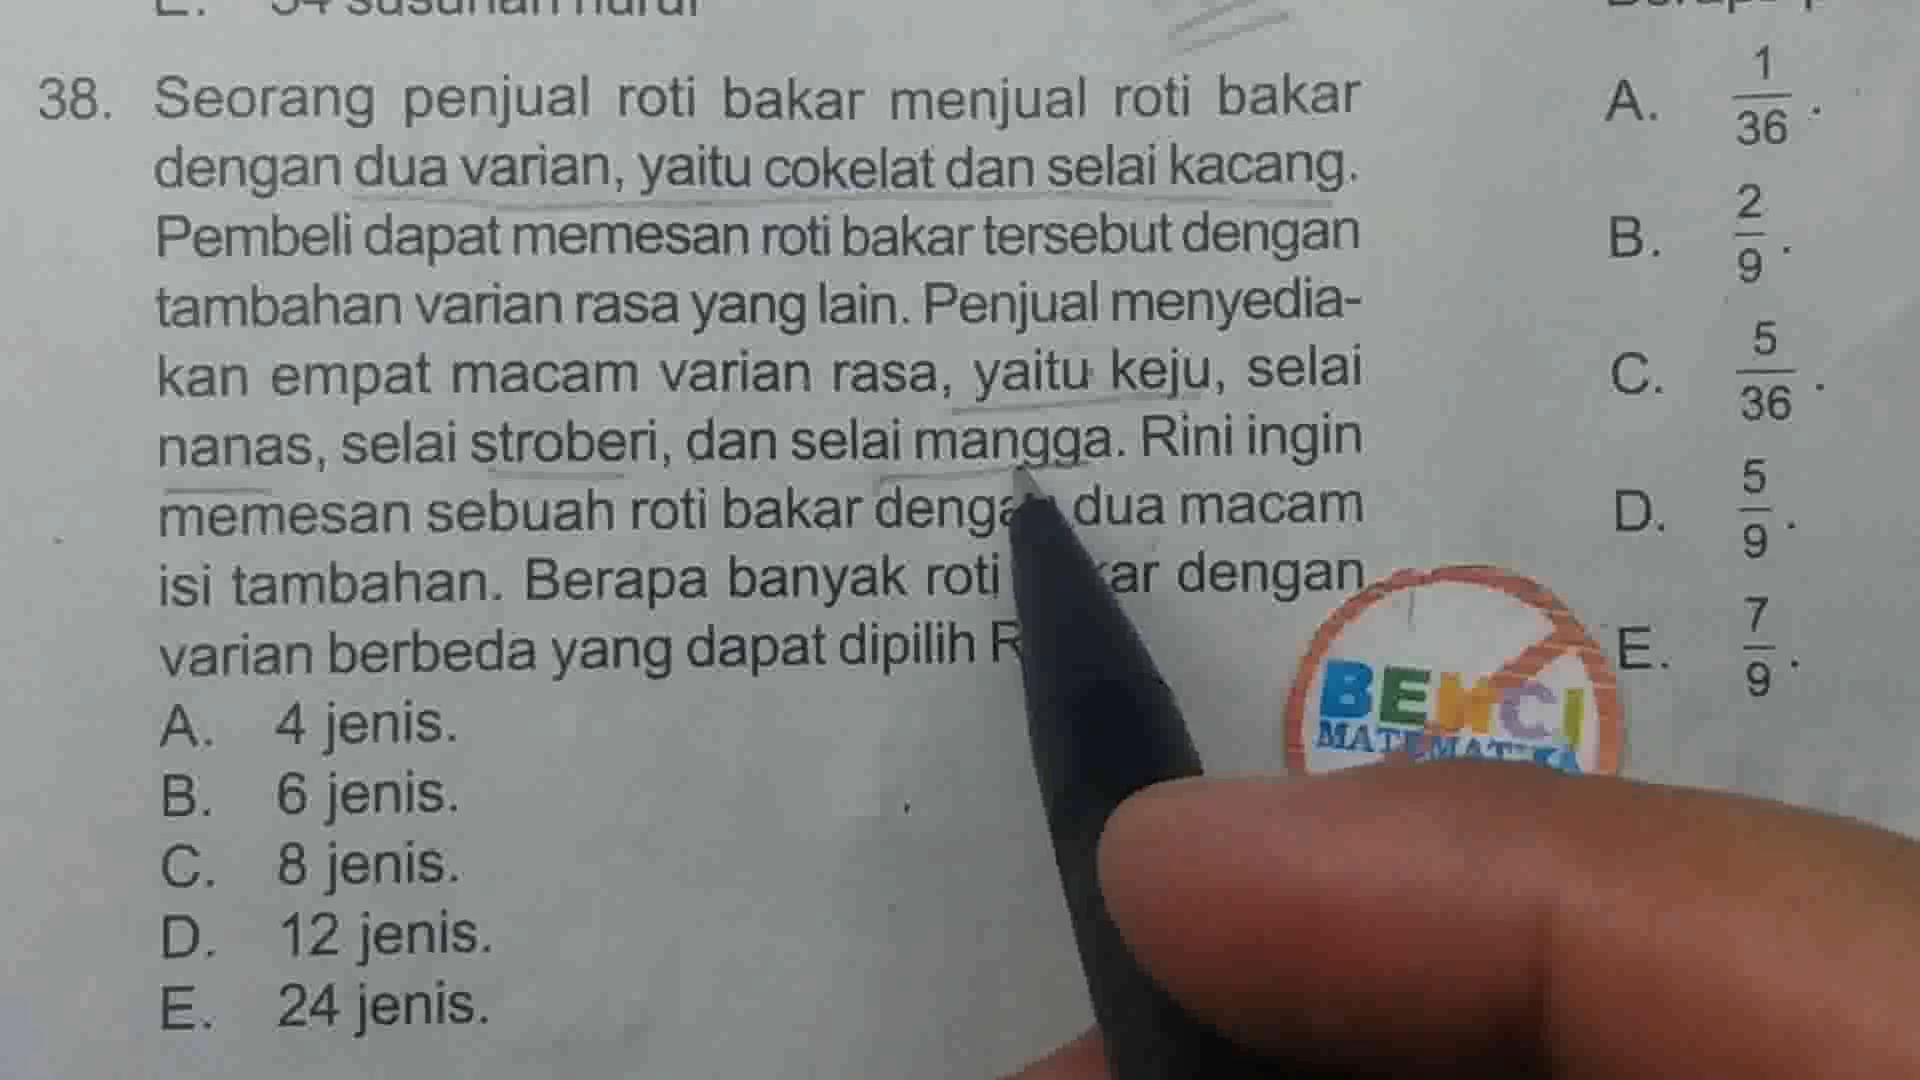 38. Seorang penjual roti bakar menjual roti bakar
dengan dua varian, yaitu cokelat dan selai kacang.
Pembeli dapat memesan roti bakar tersebut dengan
tambahan varian rasa yang lain. Penjual menyedia-
kan empat macam varian rasa, yaitu keju, selai
nanas, selai stroberi, dan selai mangga. Rini ingin
memesan sebuah roti bakar dua macam
isi tambahan. Berapa banyak roti dengan
varian berbeda yang dapat dipilih
A. 4 jenis.
B. 6 jenis.
C. 8 jenis.
D. 12 jenis.
E. 24 jenis.
A. 1/36.
B. 2/9.
C. 5/36.
D. 5/9.
E. 7/9.
BENCI
MATEMATIKA